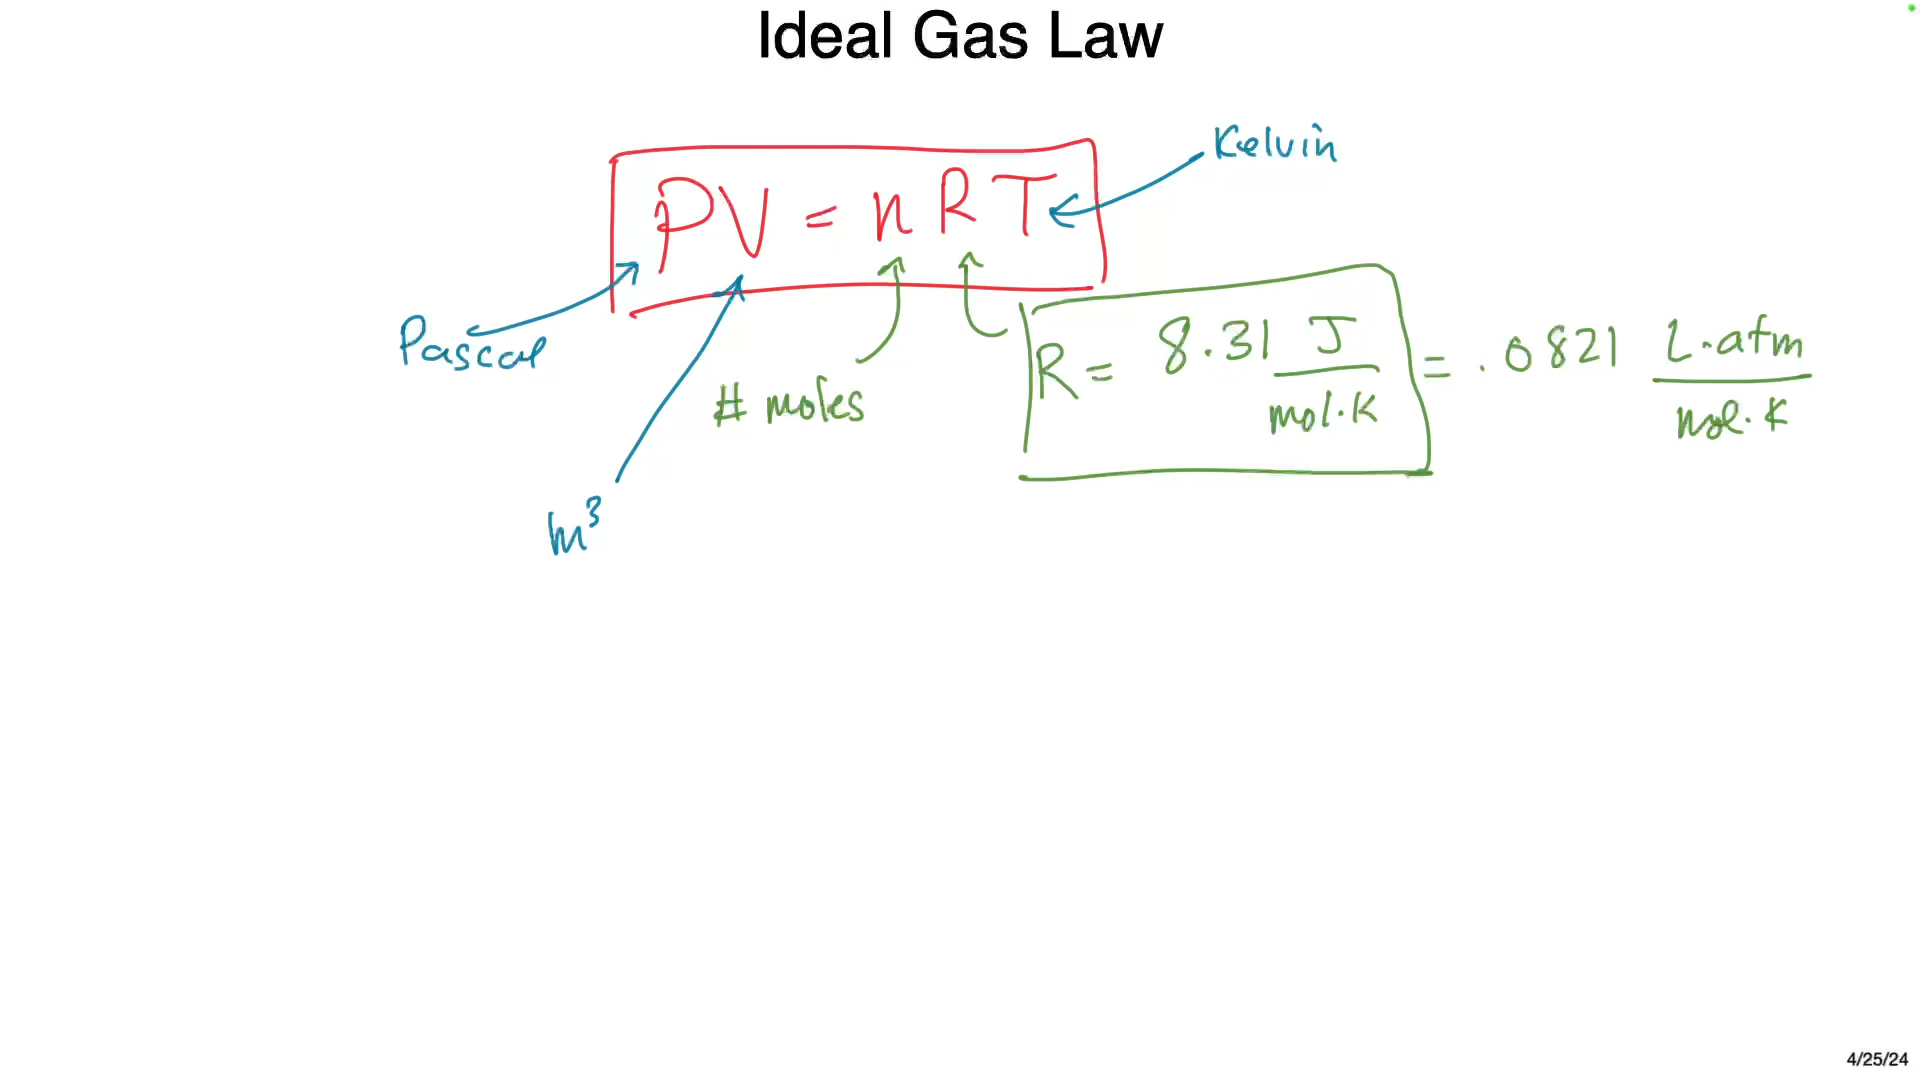 Ideal Gas Law
Kelvin
PV = nRT
Pascal
# moles
R = 8.31 J/mol·K = .0821 L·atm/mol·K
m³
4/25/24